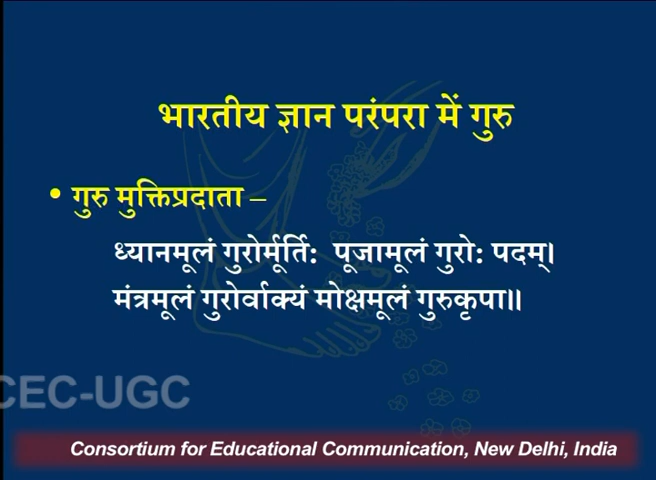 भारतीय ज्ञान परंपरा में गुरु
• गुरु मुक्तिप्रदाता –
ध्यानमूलं गुरोर्मूर्ति: पूजामूलं गुरो: पदम्।
मंत्रमूलं गुरोर्वाक्यं मोक्षमूलं गुरुकृपा॥
CEC-UGC
Consortium for Educational Communication, New Delhi, India